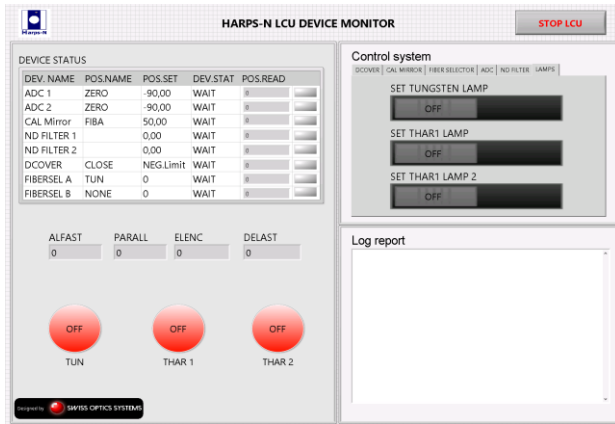 Harps-N
HARPS-N LCU DEVICE MONITOR
STOP LCU
DEVICE STATUS
DEV. NAME POS.NAME POS.SET DEV.STAT POS.READ
ADC 1 ZERO -90,00 WAIT 0
ADC 2 ZERO -90,00 WAIT 0
CAL Mirror FIBA 50,00 WAIT 0
ND FILTER 1 0,00 WAIT 0
ND FILTER 2 0,00 WAIT 0
DCOVER CLOSE NEG.Limit WAIT 0
FIBERSEL A TUN 0 WAIT 0
FIBERSEL B NONE 0 WAIT 0
ALFAST PARALL ELENC DELAST
0 0 0 0
OFF OFF OFF
TUN THAR 1 THAR 2
Designed by SWISS OPTICS SYSTEMS
Control system
DCOVER CAL MIRROR FIBER SELECTOR ADC ND FILTER LAMPS
SET TUNGSTEN LAMP
OFF
SET THAR1 LAMP
OFF
SET THAR1 LAMP 2
OFF
Log report